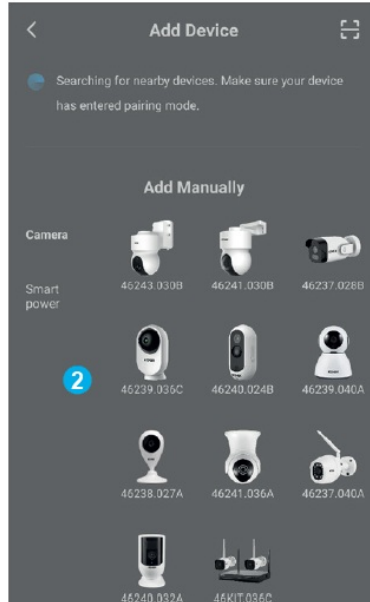 Add Device
Searching for nearby devices. Make sure your device
has entered pairing mode.
Add Manually
Camera
46243.030B 46241.030B 46237.028B
Smart
power
2
46239.036C 46240.024B 46239.040A
46238.027A 46241.036A 46237.040A
46240.032A 46KIT.036C